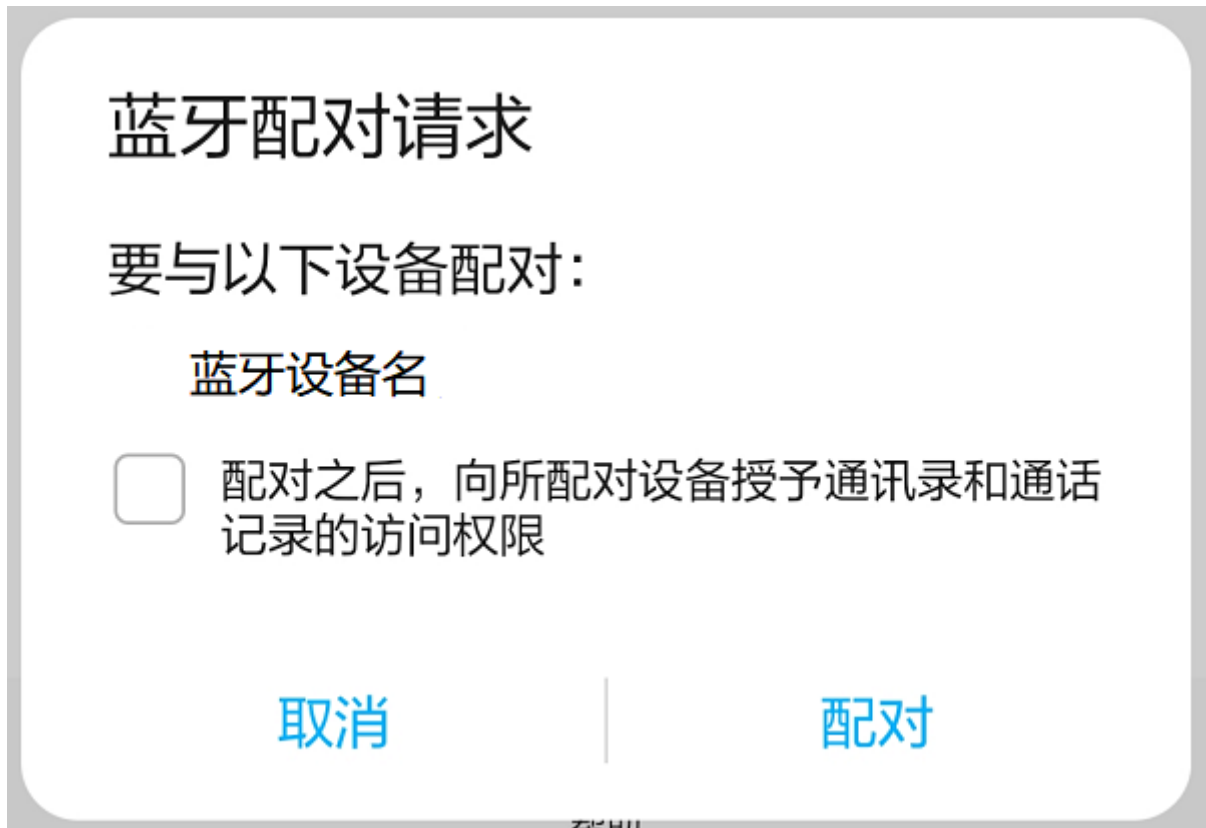 蓝牙配对请求
要与以下设备配对：
蓝牙设备名
配对之后，向所配对设备授予通讯录和通话
记录的访问权限
取消
配对